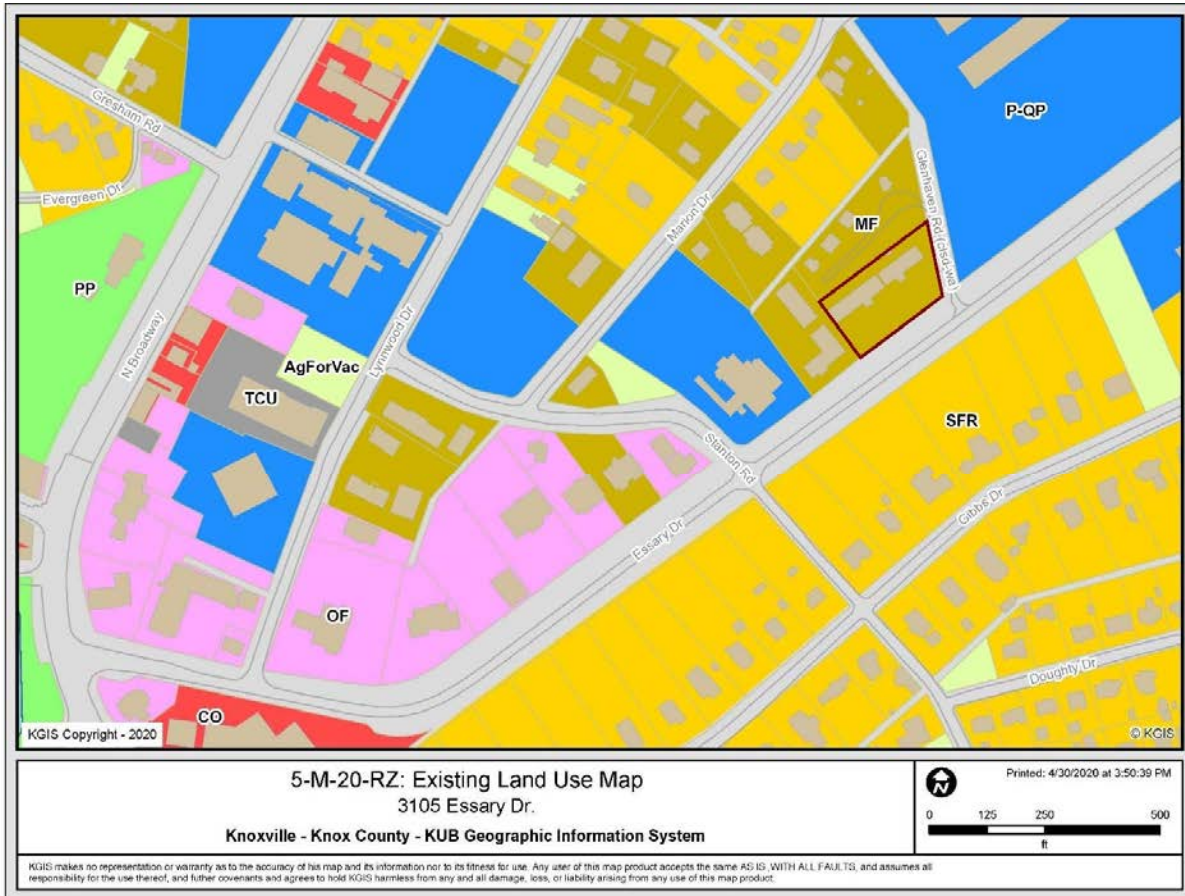 Gresham Rd
Evergreen Dr
PP
N Broadway
TCU
AgForVac
Lynnwood Dr
Marion Dr
MF
Glenhaven Rd (clsd-wa)
P-QP
SFR
Stanton Rd
Gibbs Dr
Essary Dr
OF
Doughty Dr
CO
KGIS Copyright - 2020
© KGIS
5-M-20-RZ: Existing Land Use Map
3105 Essary Dr.
Knoxville - Knox County - KUB Geographic Information System
N
Printed: 4/30/2020 at 3:50:39 PM
0 125 250 500
ft
KGIS makes no representation or warranty as to the accuracy of his map and its information nor to its fitness for use. Any user of this map product accepts the same AS IS, WITH ALL FAULTS, and assumes all
responsibility for the use thereof, and futher covenants and agrees to hold KGIS harmless from any and all damage, loss, or liability arising from any use of this map product.